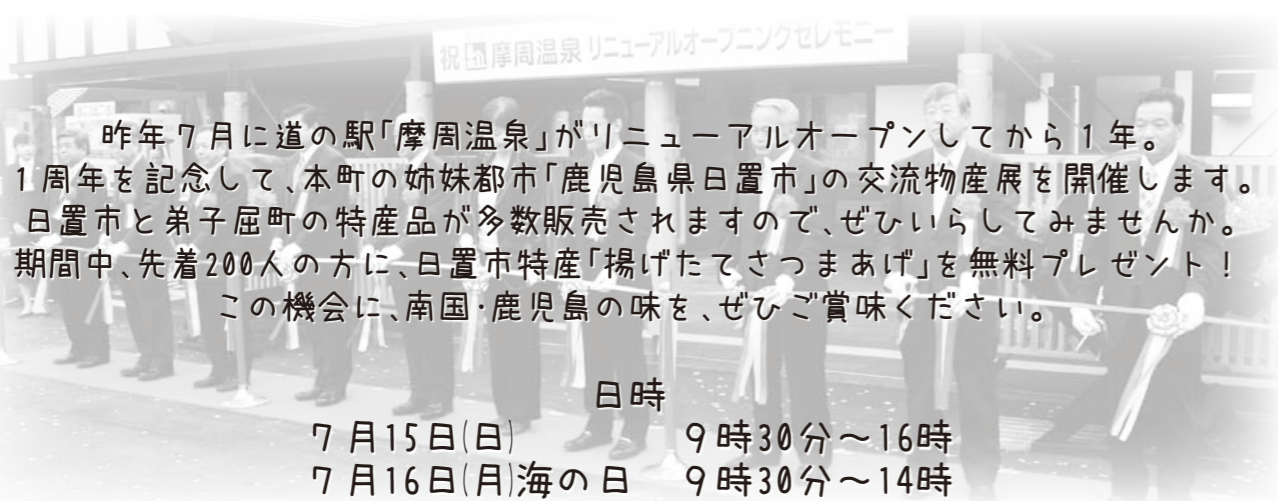 祝 摩周温泉 リニューアルオープニングセレモニー
昨年７月に道の駅「摩周温泉」がリニューアルオープンしてから１年。
１周年を記念して、本町の姉妹都市「鹿児島県日置市」の交流物産展を開催します。
日置市と弟子屈町の特産品が多数販売されますので、ぜひいらしてみませんか。
期間中、先着200人の方に、日置市特産「揚げたてさつまあげ」を無料プレゼント！
この機会に、南国・鹿児島の味を、ぜひご賞味ください。
日時
７月15日(日)　９時30分～16時
７月16日(月)海の日　９時30分～14時